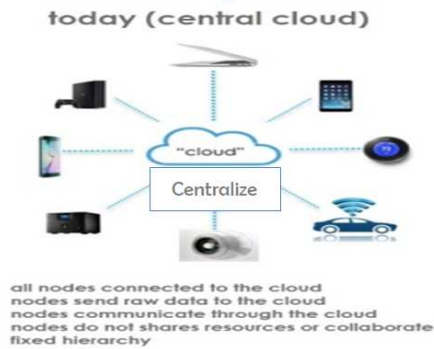 today (central cloud)
"cloud"
Centralize
all nodes connected to the cloud
nodes send raw data to the cloud
nodes communicate through the cloud
nodes do not shares resources or collaborate
fixed hierarchy